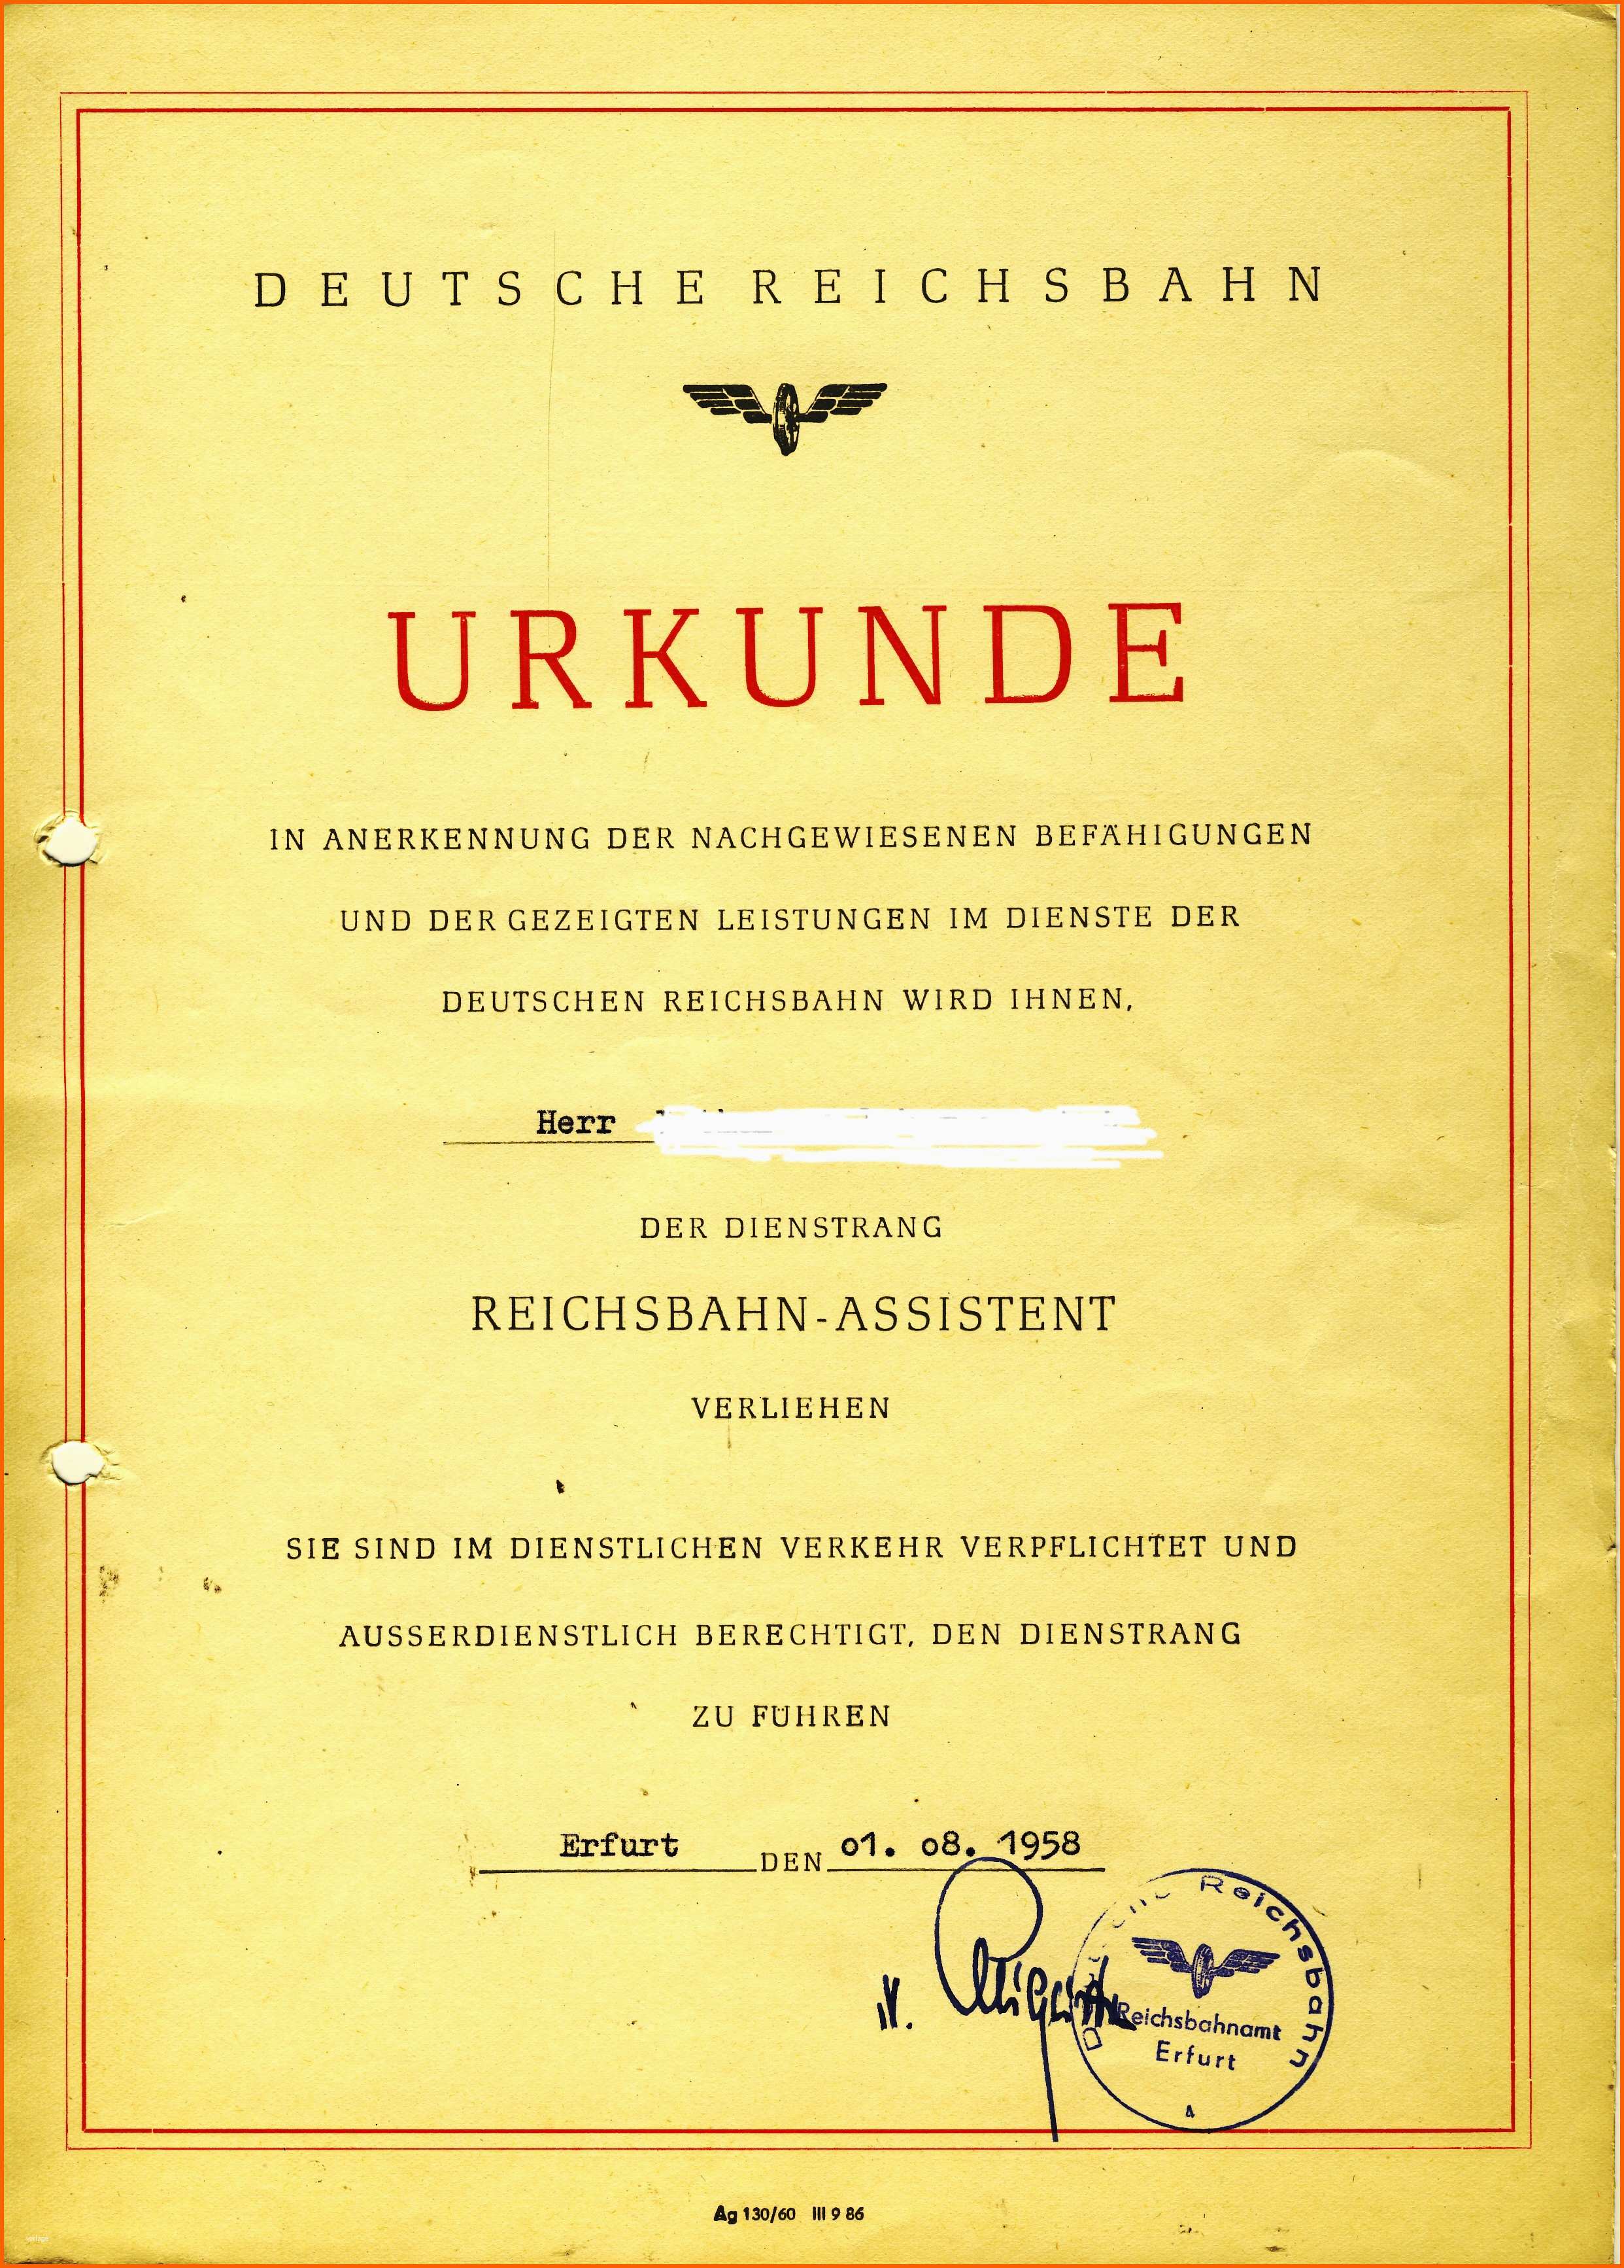 DEUTSCHE REICHSBAHN
URKUNDE
IN ANERKENNUNG DER NACHGEWIESENEN BEFÄHIGUNGEN
UND DER GEZEIGTEN LEISTUNGEN IM DIENSTE DER
DEUTSCHEN REICHSBAHN WIRD IHNEN,
Herr
DER DIENSTRANG
REICHSBAHN-ASSISTENT
VERLIEHEN
SIE SIND IM DIENSTLICHEN VERKEHR VERPFLICHTET UND
AUSSERDIENSTLICH BERECHTIGT, DEN DIENSTRANG
ZU FÜHREN
Erfurt DEN 01. 08. 1958
Reichsbahn
Reichsbahnamt
Erfurt
4
Ag 130/60 III 9 86